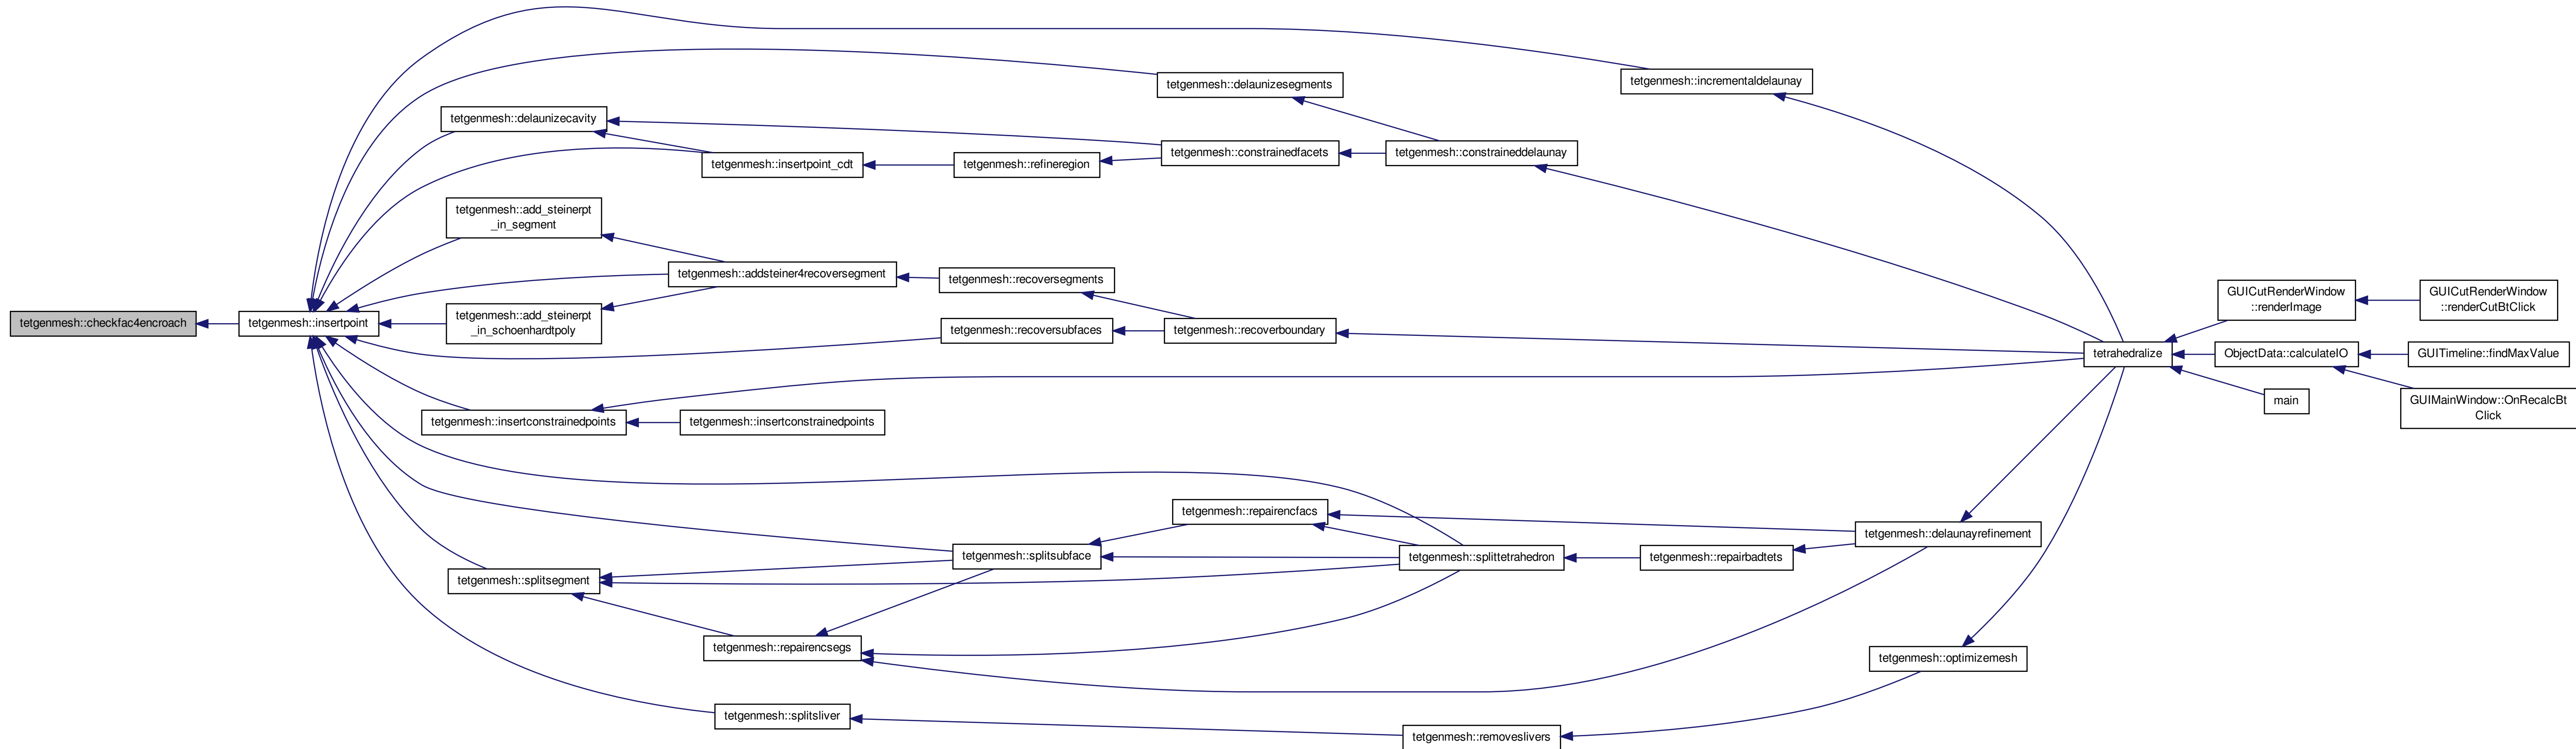 tetgenmesh::checkfac4encroach
tetgenmesh::insertpoint
tetgenmesh::delaunizecavity
tetgenmesh::add_steinerpt
_in_segment
tetgenmesh::add_steinerpt
_in_schoenhardtpoly
tetgenmesh::insertconstrainedpoints
tetgenmesh::splitsegment
tetgenmesh::insertpoint_cdt
tetgenmesh::addsteiner4recoversegment
tetgenmesh::insertconstrainedpoints
tetgenmesh::repairencsegs
tetgenmesh::splitsliver
tetgenmesh::refineregion
tetgenmesh::recoversegments
tetgenmesh::recoversubfaces
tetgenmesh::splitsubface
tetgenmesh::delaunizesegments
tetgenmesh::constrainedfacets
tetgenmesh::recoverboundary
tetgenmesh::repairencfacs
tetgenmesh::constraineddelaunay
tetgenmesh::splittetrahedron
tetgenmesh::removeslivers
tetgenmesh::incrementaldelaunay
tetgenmesh::repairbadtets
tetgenmesh::delaunayrefinement
tetgenmesh::optimizemesh
tetrahedralize
GUICutRenderWindow
::renderImage
ObjectData::calculateIO
main
GUICutRenderWindow
::renderCutBtClick
GUITimeline::findMaxValue
GUIMainWindow::OnRecalcBt
Click